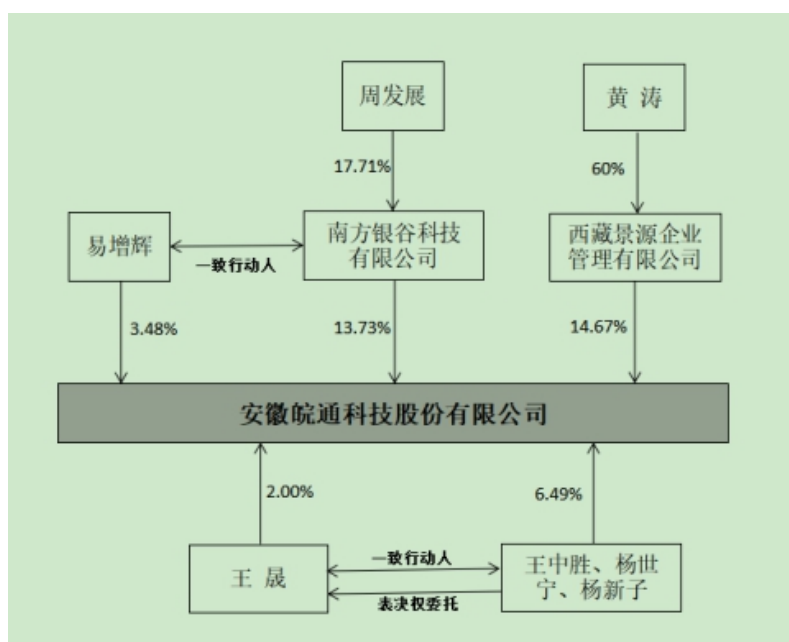 周发展
黄 涛
17.71%
60%
易增辉
一致行动人
南方银谷科技
有限公司
西藏景源企业
管理有限公司
3.48%
13.73%
14.67%
安徽皖通科技股份有限公司
2.00%
6.49%
王 晟
一致行动人
表决权委托
王中胜、杨世
宁、杨新子